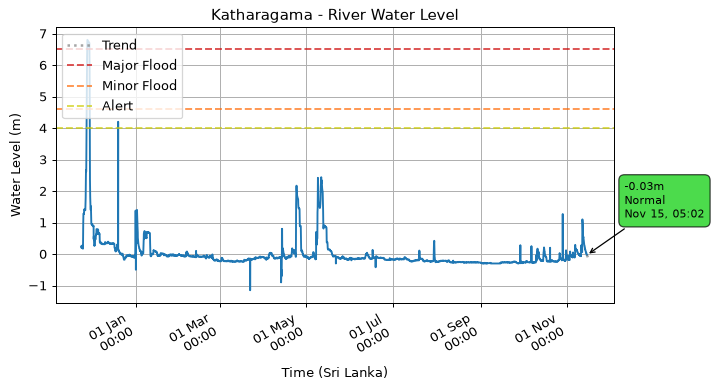 Katharagama - River Water Level
Trend
Major Flood
Minor Flood
Alert
7
6
5
4
3
2
1
0
−1
Water Level (m)
-0.03m
Normal
Nov 15, 05:02
01 Jan
00:00
01 Mar
00:00
01 May
00:00
01 Jul
00:00
01 Sep
00:00
01 Nov
00:00
Time (Sri Lanka)